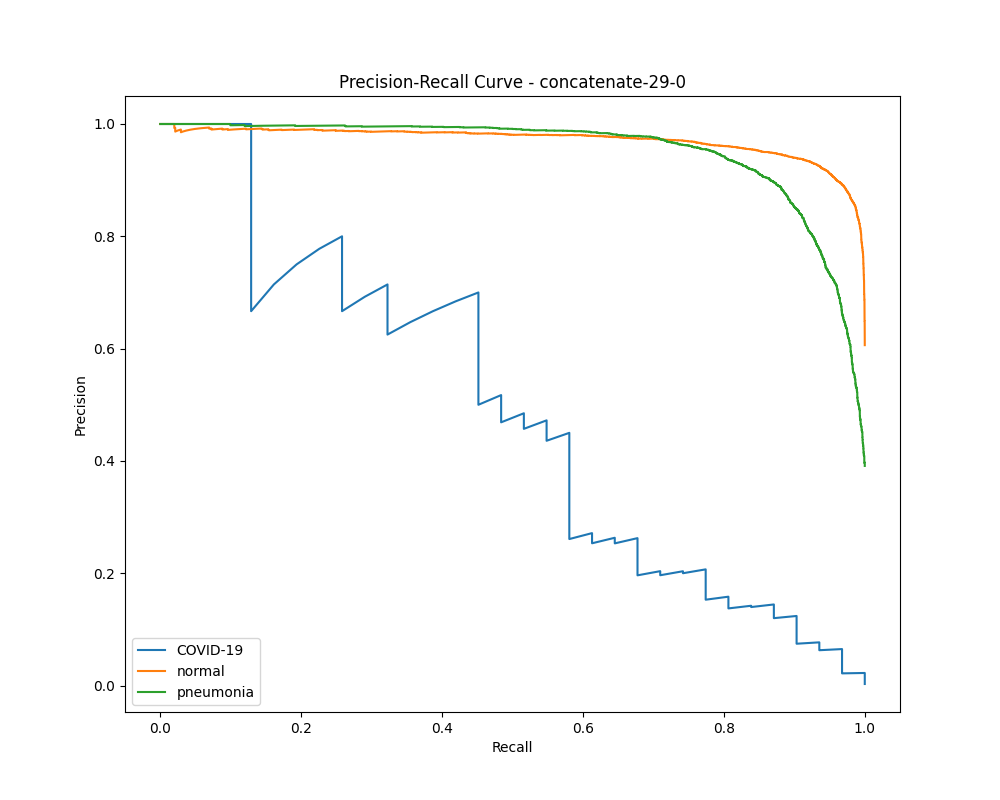 Precision-Recall Curve - concatenate-29-0
1.0
0.8
0.6
0.4
0.2
0.0
Precision
COVID-19
normal
pneumonia
0.0 0.2 0.4 0.6 0.8 1.0
Recall